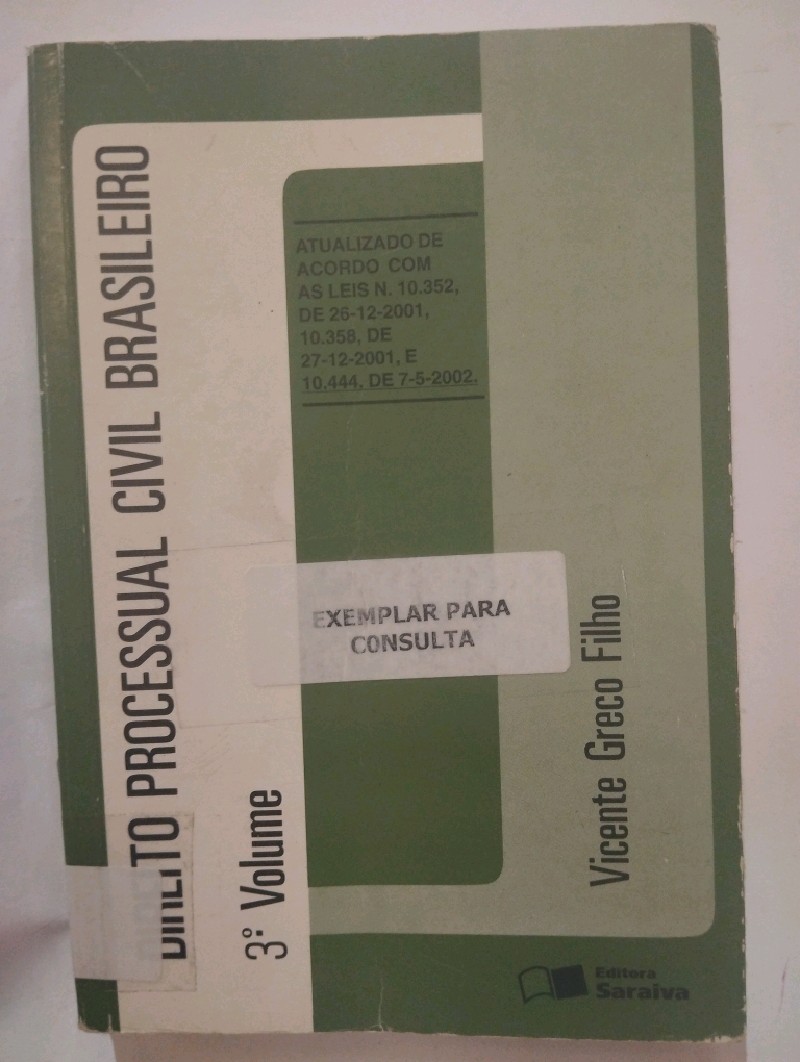 DIREITO PROCESSUAL CIVIL BRASILEIRO
3º Volume
ATUALIZADO DE
ACORDO COM
AS LEIS N. 10.352,
DE 26-12-2001,
10.358, DE
27-12-2001, E
10.444, DE 7-5-2002.
EXEMPLAR PARA
CONSULTA
Vicente Greco Filho
Editora
Saraiva